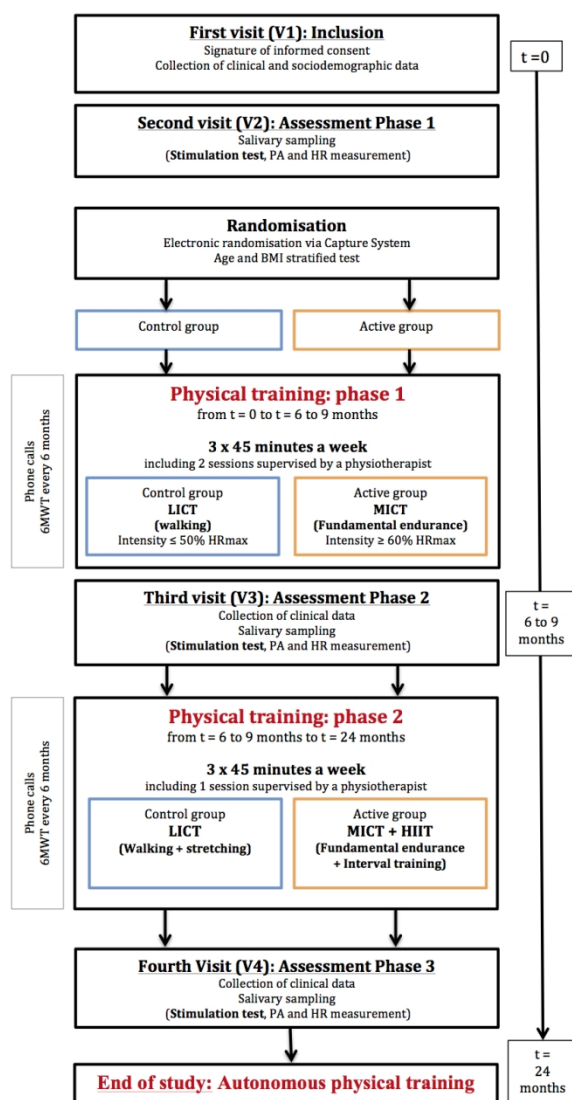 First visit (V1): Inclusion
Signature of informed consent
Collection of clinical and sociodemographic data
t =0
Second visit (V2): Assessment Phase 1
Salivary sampling
(Stimulation test, PA and HR measurement)
Randomisation
Electronic randomisation via Capture System
Age and BMI stratified test
Control group
Active group
Phone calls
6MWT every 6 months
Physical training: phase 1
from t = 0 to t = 6 to 9 months
3 x 45 minutes a week
including 2 sessions supervised by a physiotherapist
Control group
LICT
(walking)
Intensity ≤ 50% HRmax
Active group
MICT
(Fundamental endurance)
Intensity ≥ 60% HRmax
Third visit (V3): Assessment Phase 2
Collection of clinical data
Salivary sampling
(Stimulation test, PA and HR measurement)
t =
6 to 9
months
Phone calls
6MWT every 6 months
Physical training: phase 2
from t = 6 to 9 months to t = 24 months
3 x 45 minutes a week
including 1 session supervised by a physiotherapist
Control group
LICT
(Walking + stretching)
Active group
MICT + HIIT
(Fundamental endurance
+ Interval training)
Fourth Visit (V4): Assessment Phase 3
Collection of clinical data
Salivary sampling
(Stimulation test, PA and HR measurement)
t =
24
months
End of study: Autonomous physical training